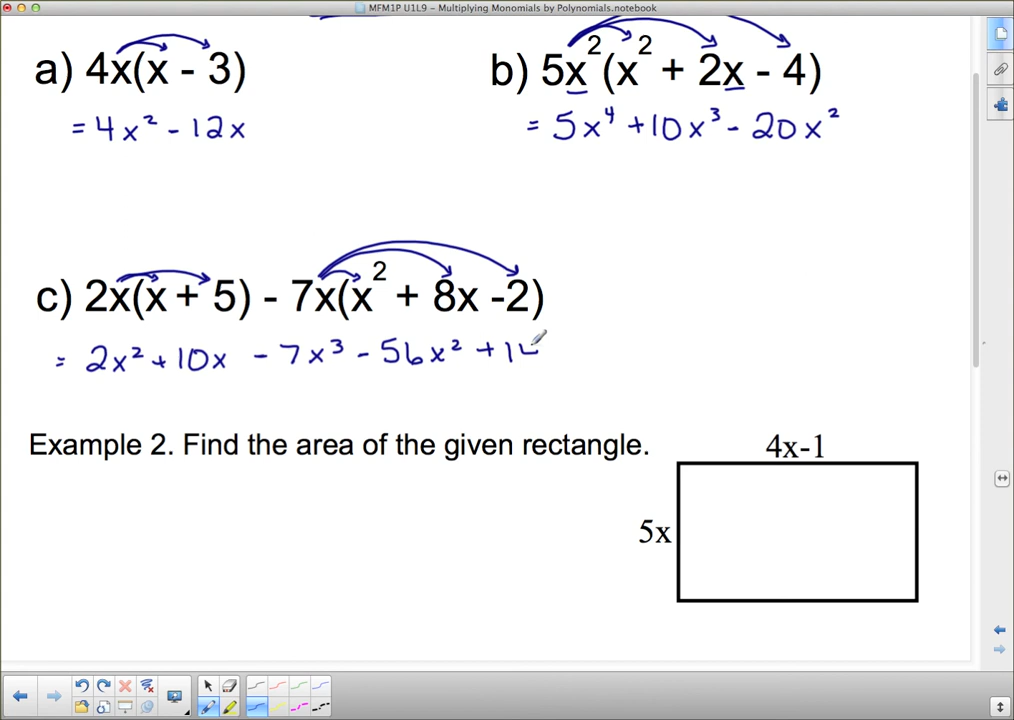 MFM1P U1L9 – Multiplying Monomials by Polynomials.notebook
a) 4x(x - 3)
= 4x² - 12x
b) 5x²(x² + 2x - 4)
= 5x⁴ + 10x³ - 20x²
c) 2x(x + 5) - 7x(x² + 8x -2)
= 2x² + 10x - 7x³ - 56x² + 14
Example 2. Find the area of the given rectangle.
4x-1
5x